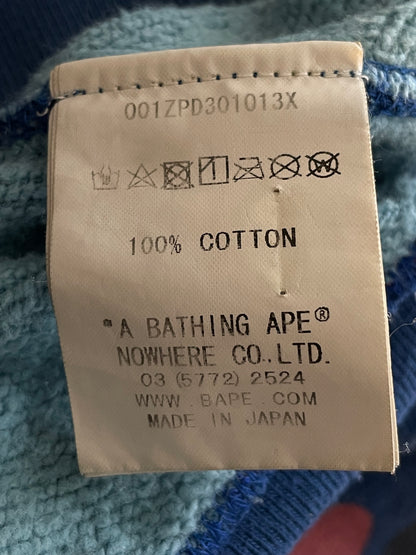 001ZPD301013X
100% COTTON
"A BATHING APE®
NOWHERE CO.,LTD.
03 (5772) 2524
WWW.BAPE.COM
MADE IN JAPAN